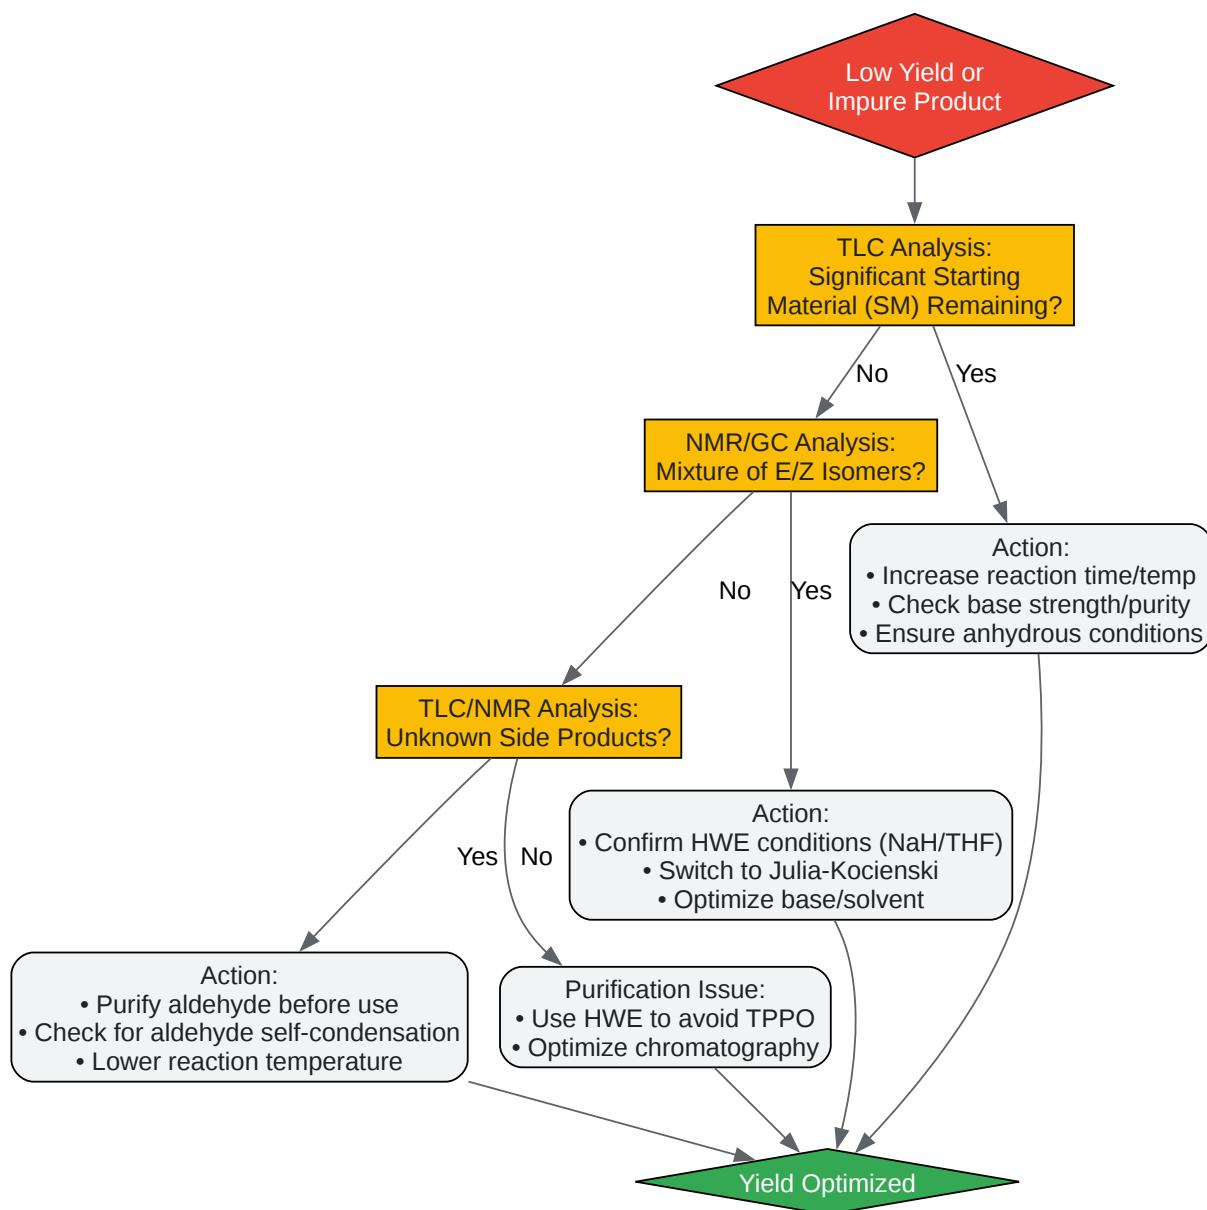 Low Yield or
Impure Product
TLC Analysis:
Significant Starting
Material (SM) Remaining?
No
Yes
NMR/GC Analysis:
Mixture of E/Z Isomers?
Action:
• Increase reaction time/temp
• Check base strength/purity
• Ensure anhydrous conditions
No
Yes
TLC/NMR Analysis:
Unknown Side Products?
Action:
• Confirm HWE conditions (NaH/THF)
• Switch to Julia-Kocienski
• Optimize base/solvent
Yes
No
Action:
• Purify aldehyde before use
• Check for aldehyde self-condensation
• Lower reaction temperature
Purification Issue:
• Use HWE to avoid TPPO
• Optimize chromatography
Yield Optimized